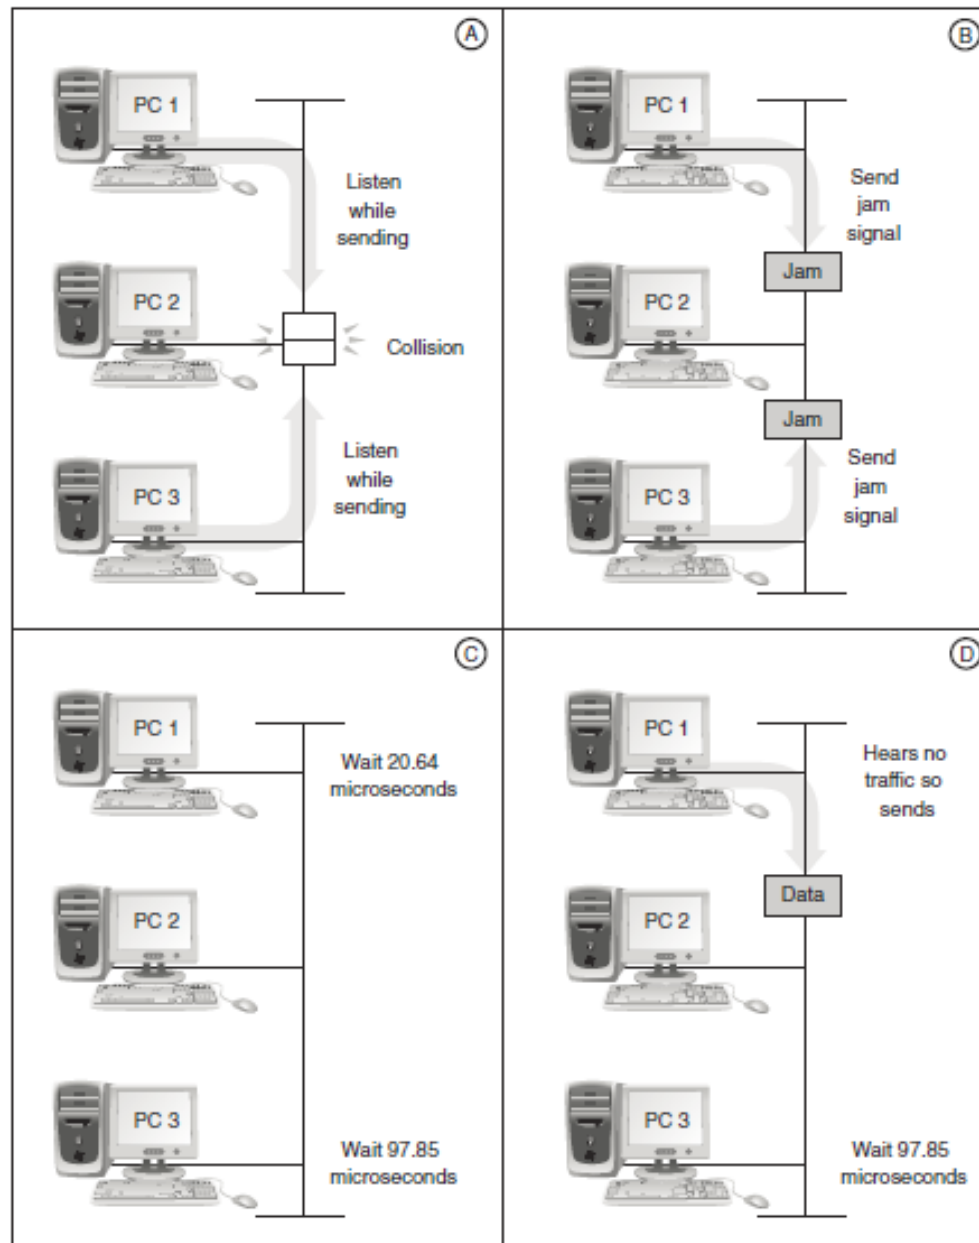 A
PC 1
Listen
while
sending
PC 2
Collision
Listen
while
sending
PC 3
B
PC 1
Send
jam
signal
Jam
PC 2
Jam
Send
jam
signal
PC 3
C
PC 1
Wait 20.64
microseconds
PC 2
PC 3
Wait 97.85
microseconds
D
PC 1
Hears no
traffic so
sends
Data
PC 2
PC 3
Wait 97.85
microseconds